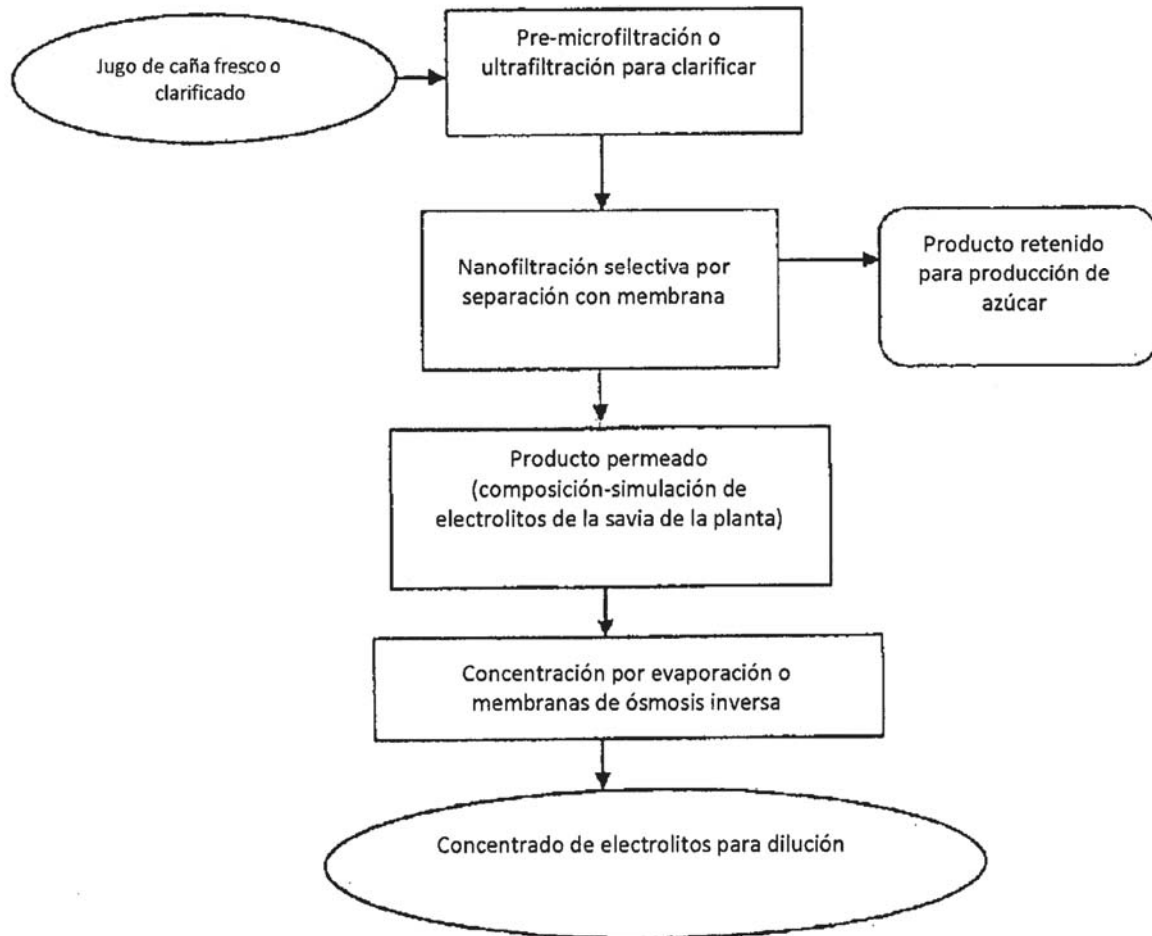 Jugo de caña fresco o
clarificado
Pre-microfiltración o
ultrafiltración para clarificar
Nanofiltración selectiva por
separación con membrana
Producto retenido
para producción de
azúcar
Producto permeado
(composición-simulación de
electrolitos de la savia de la planta)
Concentración por evaporación o
membranas de ósmosis inversa
Concentrado de electrolitos para dilución